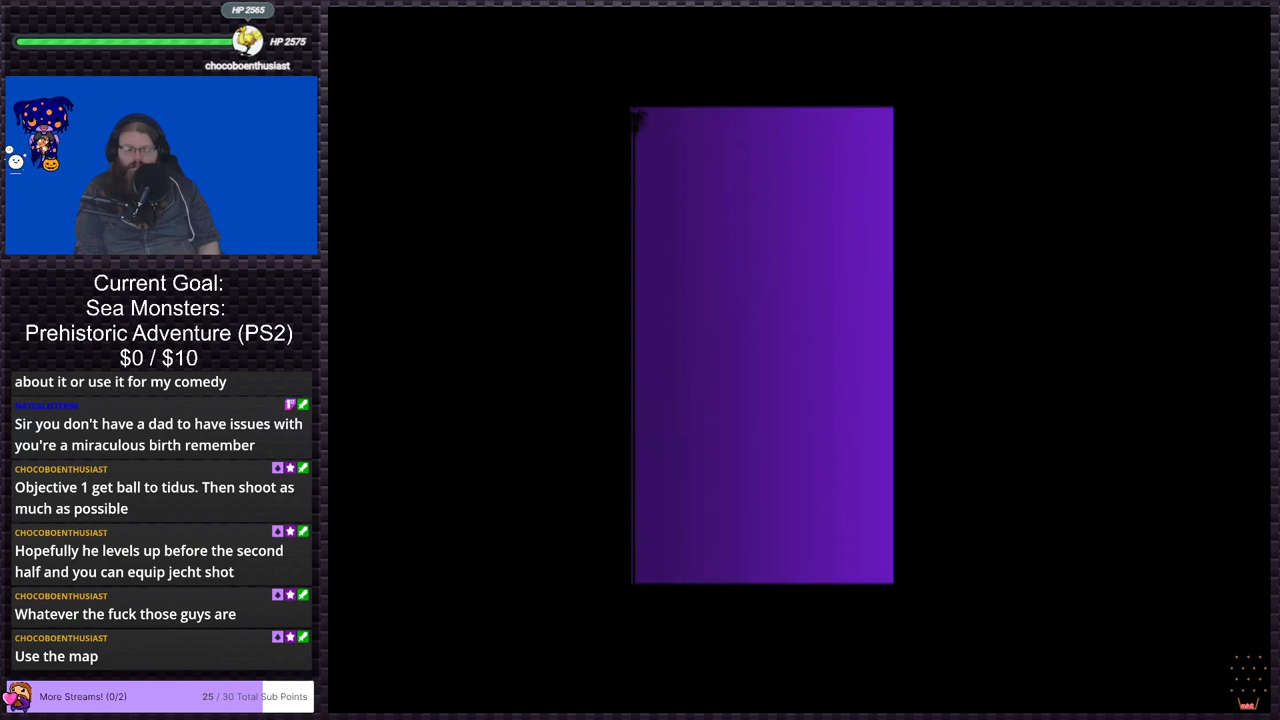 HP 2565
HP 2575
chocoboenthusiast
Current Goal:
Sea Monsters:
Prehistoric Adventure (PS2)
$0 / $10
about it or use it for my comedy
Sir you don't have a dad to have issues with
you're a miraculous birth remember
CHOCOBOENTHUSIAST
Objective 1 get ball to tidus. Then shoot as
much as possible
CHOCOBOENTHUSIAST
Hopefully he levels up before the second
half and you can equip jecht shot
CHOCOBOENTHUSIAST
Whatever the fuck those guys are
CHOCOBOENTHUSIAST
Use the map
More Streams! (0/2)
25 / 30 Total Sub Points